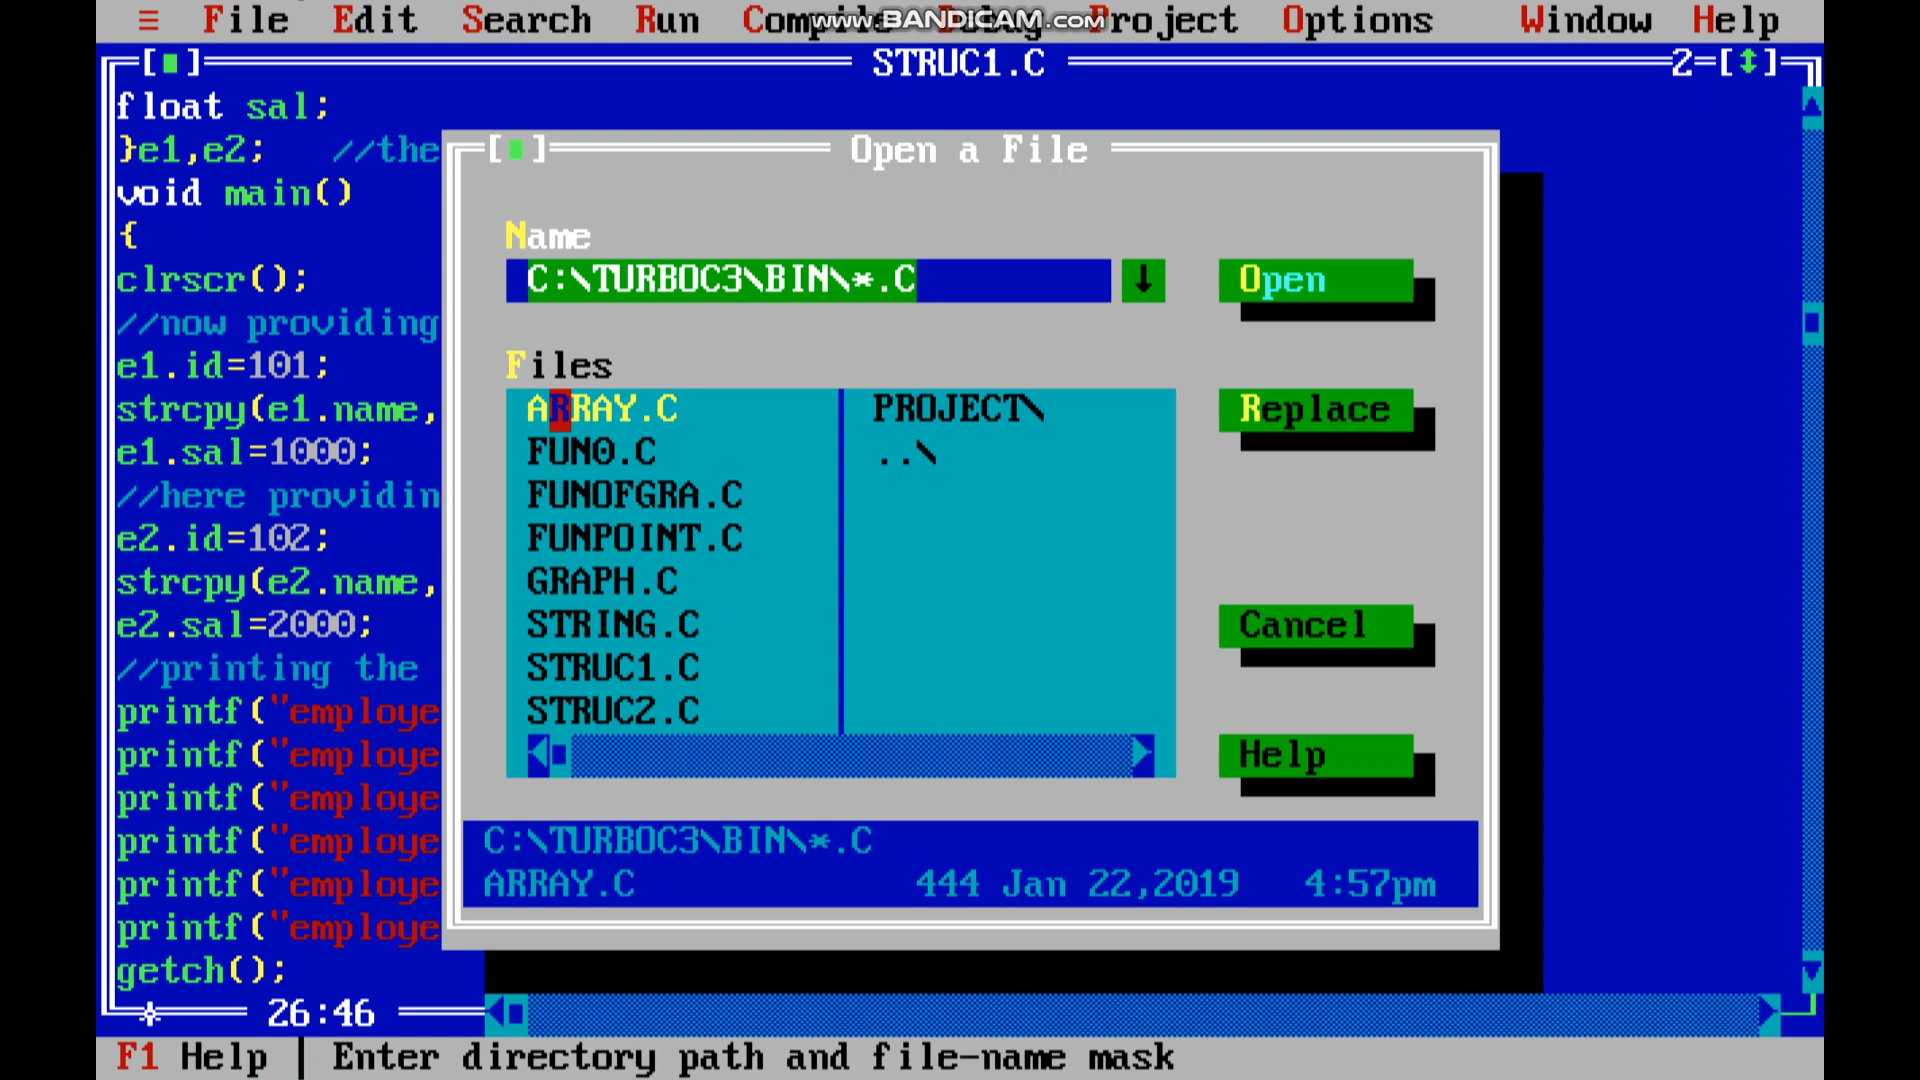 ≡ File Edit Search Run Compile Debug Project Options Window Help
www.BANDICAM.com
[■] STRUC1.C 2=[↕]
float sal;
}e1,e2; //the
void main()
{
clrscr();
//now providing
e1.id=101;
strcpy(e1.name,
e1.sal=1000;
//here providin
e2.id=102;
strcpy(e2.name,
e2.sal=2000;
//printing the
printf("employe
printf("employe
printf("employe
printf("employe
printf("employe
printf("employe
getch();
26:46
[■] Open a File
Name
C:\TURBOC3\BIN\*.C ↓
Open
Files
ARRAY.C PROJECT\
FUNO.C ..\
FUNOFGRA.C
FUNPOINT.C
GRAPH.C
STRING.C
STRUC1.C
STRUC2.C
Replace
Cancel
Help
C:\TURBOC3\BIN\*.C
ARRAY.C 444 Jan 22,2019 4:57pm
F1 Help | Enter directory path and file-name mask